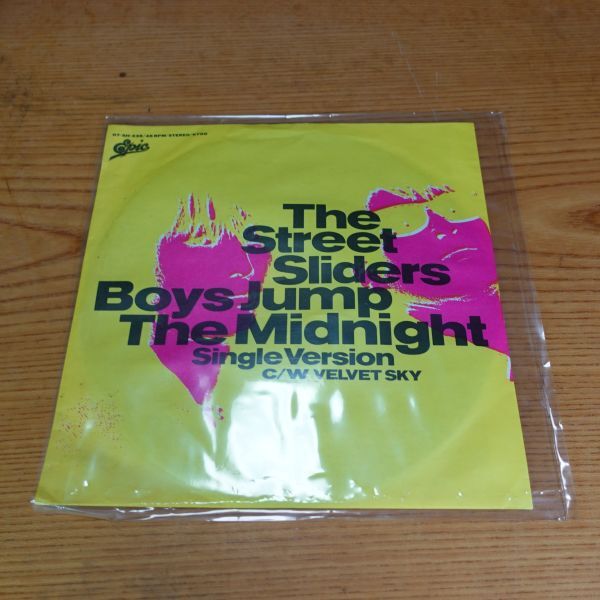 Epic
The
Street
Sliders
Boys Jump
The Midnight
Single Version
C/W VELVET SKY